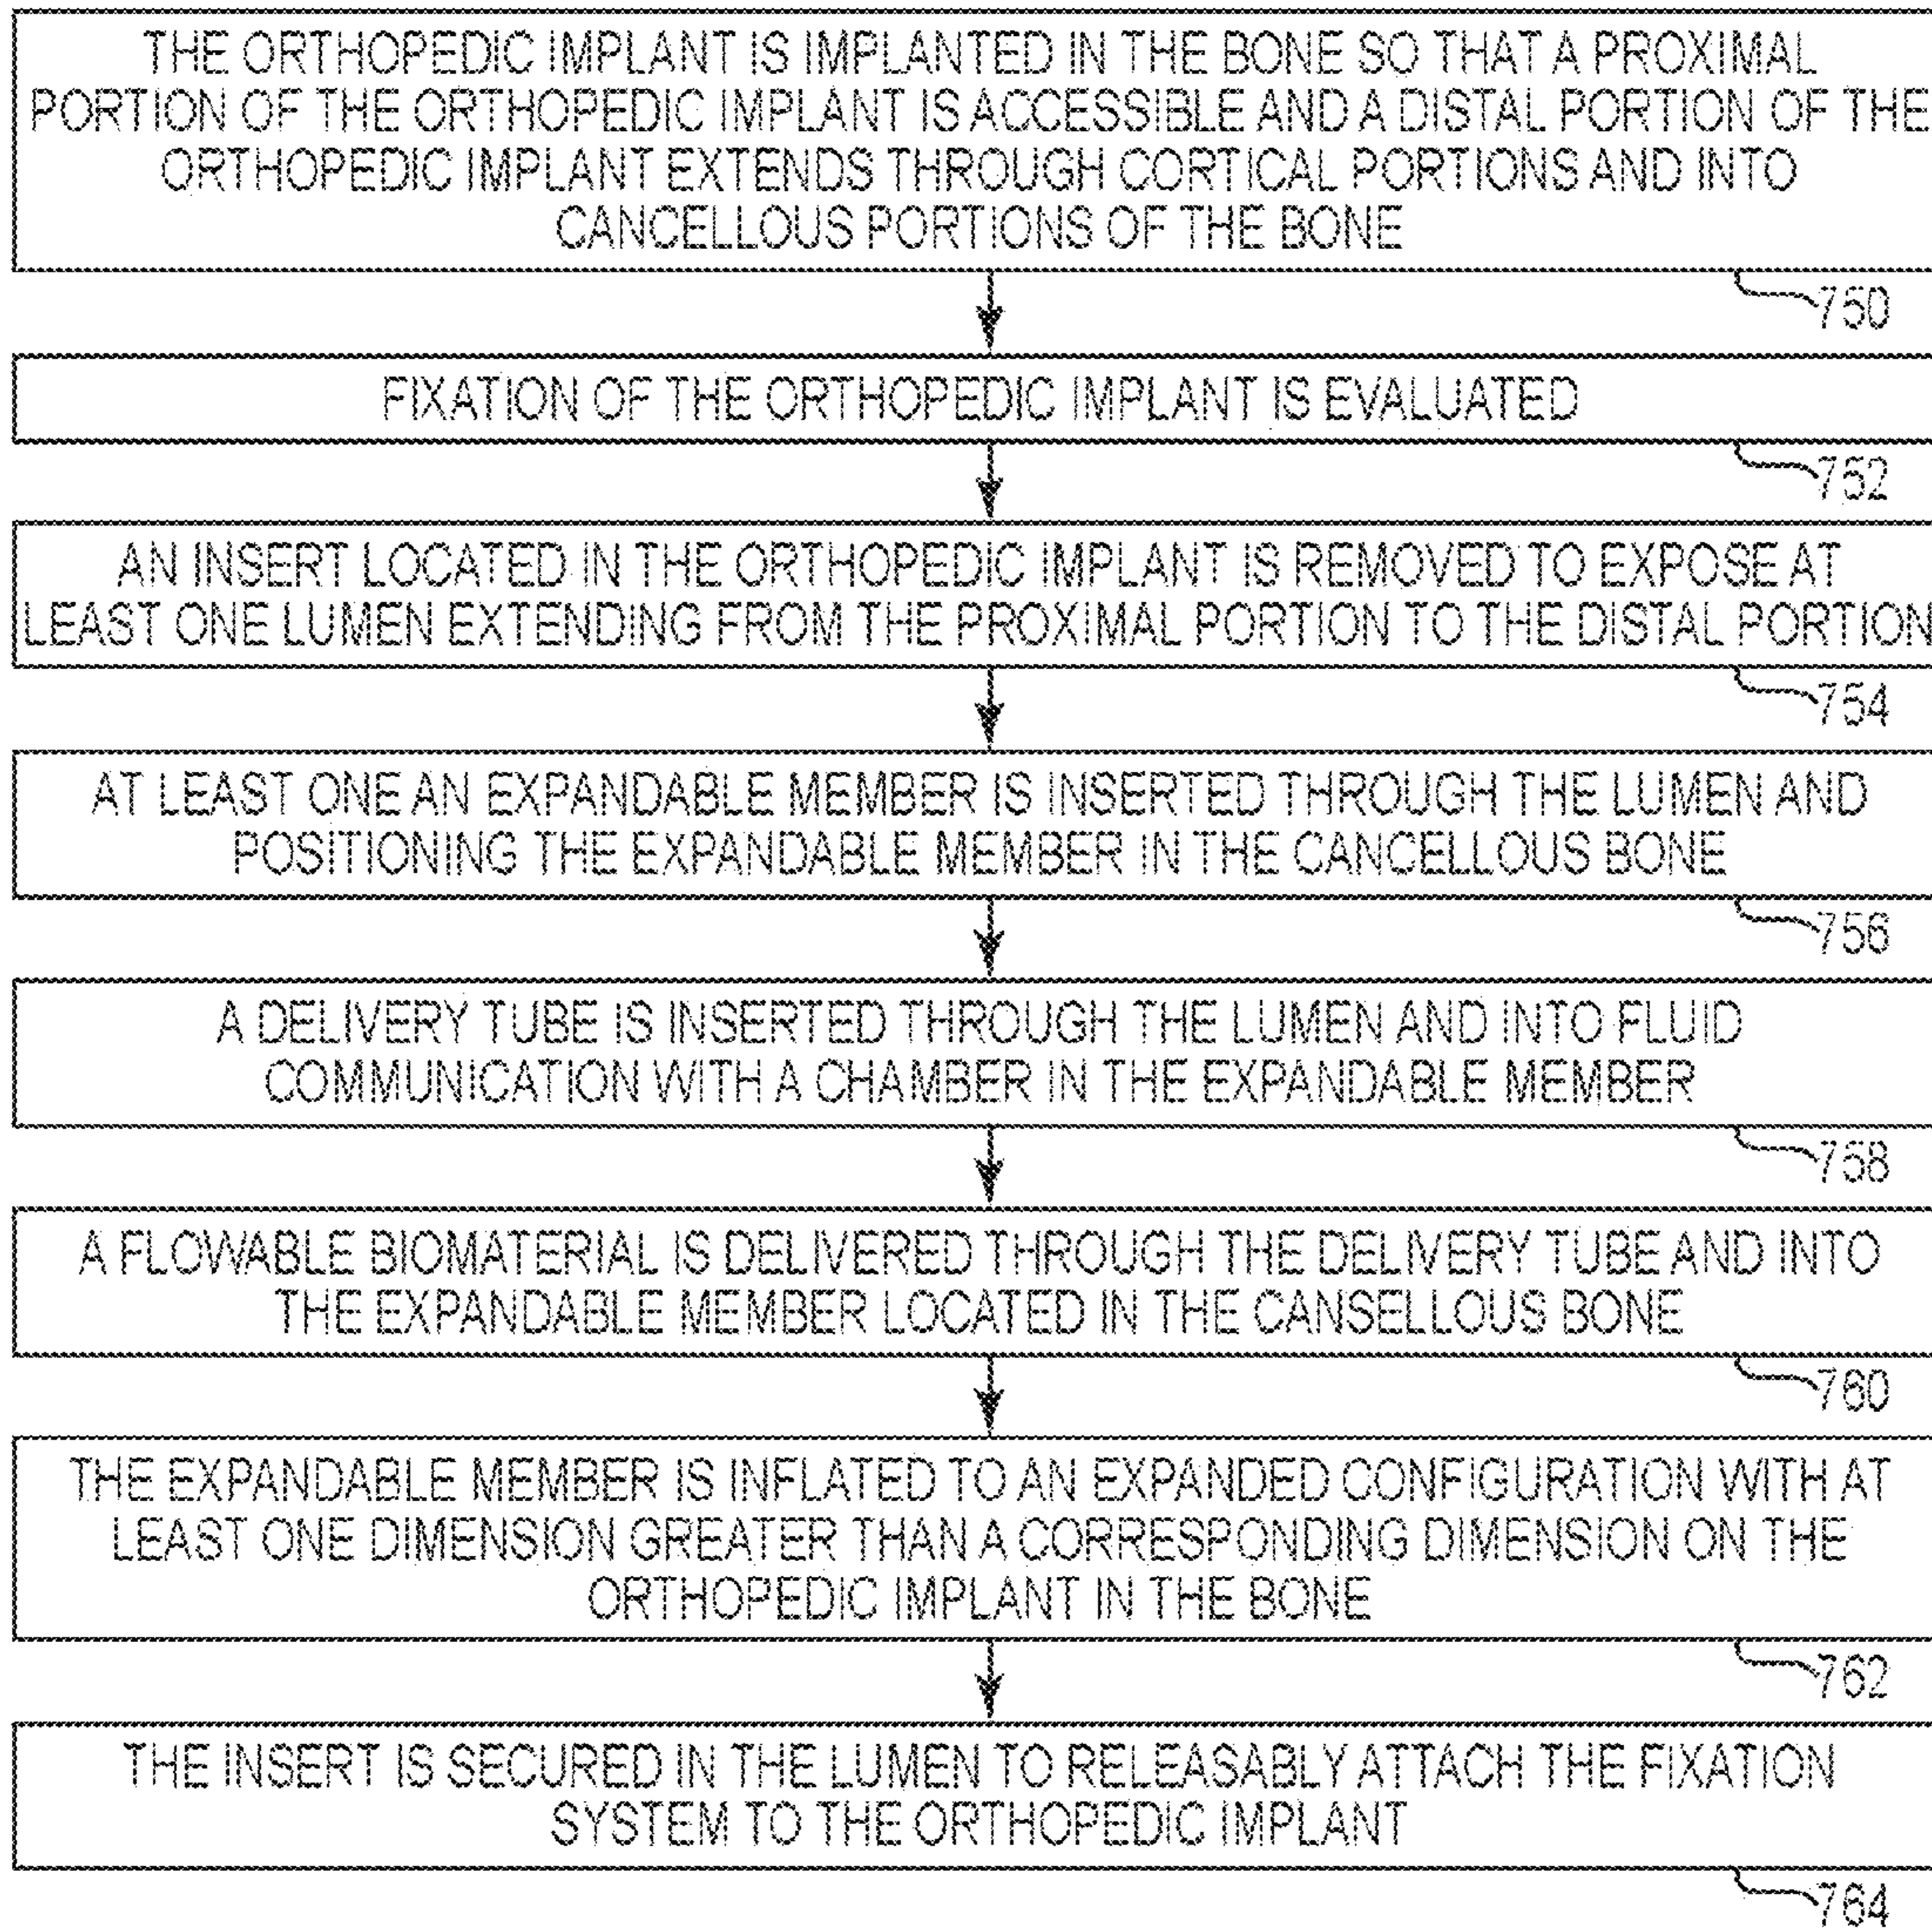 THE ORTHOPEDIC IMPLANT IS IMPLANTED IN THE BONE SO THAT A PROXIMAL
PORTION OF THE ORTHOPEDIC IMPLANT IS ACCESSIBLE AND A DISTAL PORTION OF THE
ORTHOPEDIC IMPLANT EXTENDS THROUGH CORTICAL PORTIONS AND INTO
CANCELLOUS PORTIONS OF THE BONE
750
FIXATION OF THE ORTHOPEDIC IMPLANT IS EVALUATED
752
AN INSERT LOCATED IN THE ORTHOPEDIC IMPLANT IS REMOVED TO EXPOSE AT
LEAST ONE LUMEN EXTENDING FROM THE PROXIMAL PORTION TO THE DISTAL PORTION
754
AT LEAST ONE AN EXPANDABLE MEMBER IS INSERTED THROUGH THE LUMEN AND
POSITIONING THE EXPANDABLE MEMBER IN THE CANCELLOUS BONE
756
A DELIVERY TUBE IS INSERTED THROUGH THE LUMEN AND INTO FLUID
COMMUNICATION WITH A CHAMBER IN THE EXPANDABLE MEMBER
758
A FLOWABLE BIOMATERIAL IS DELIVERED THROUGH THE DELIVERY TUBE AND INTO
THE EXPANDABLE MEMBER LOCATED IN THE CANSELLOUS BONE
760
THE EXPANDABLE MEMBER IS INFLATED TO AN EXPANDED CONFIGURATION WITH AT
LEAST ONE DIMENSION GREATER THAN A CORRESPONDING DIMENSION ON THE
ORTHOPEDIC IMPLANT IN THE BONE
762
THE INSERT IS SECURED IN THE LUMEN TO RELEASABLY ATTACH THE FIXATION
SYSTEM TO THE ORTHOPEDIC IMPLANT
764